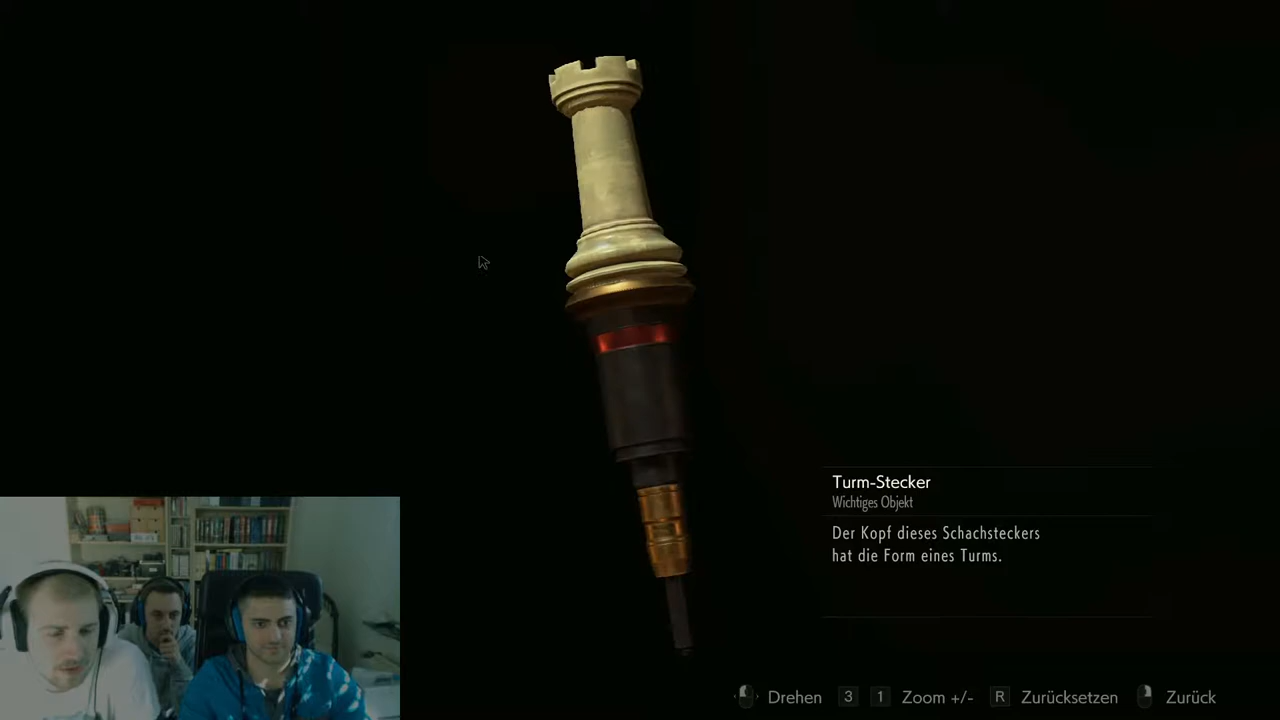 Turm-Stecker
Wichtiges Objekt
Der Kopf dieses Schachsteckers
hat die Form eines Turms.
Drehen 3 1 Zoom +/- R Zurücksetzen Zurück